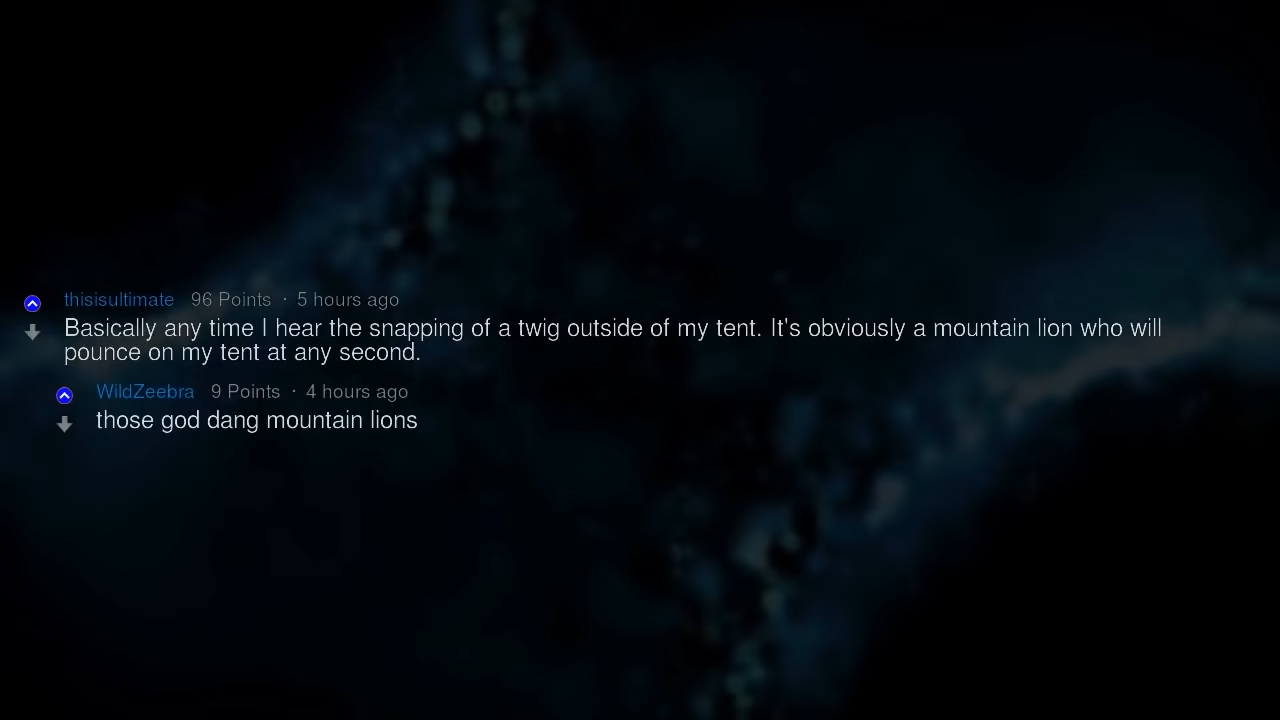 thisisultimate 96 Points · 5 hours ago
Basically any time I hear the snapping of a twig outside of my tent. It's obviously a mountain lion who will
pounce on my tent at any second.
WildZeebra 9 Points · 4 hours ago
those god dang mountain lions